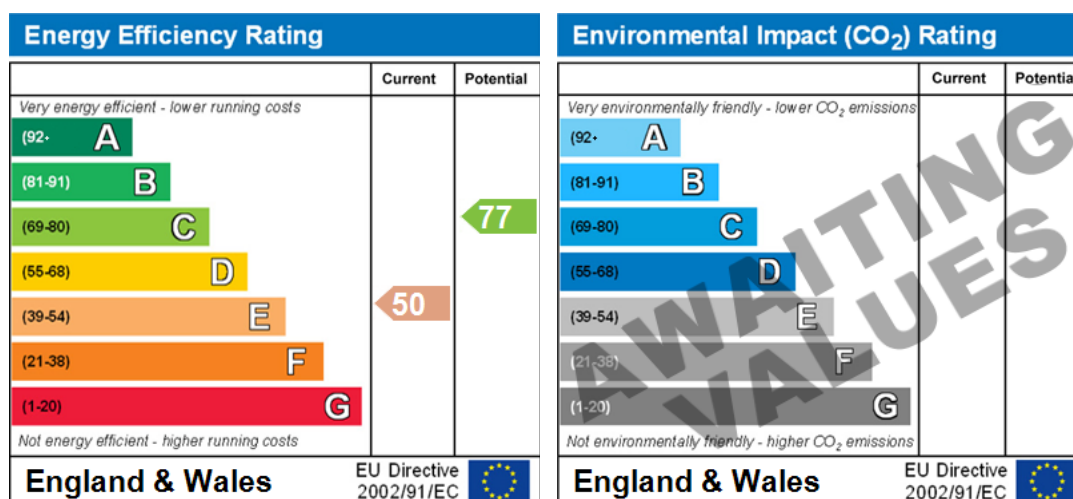 Energy Efficiency Rating
Current Potential
Very energy efficient - lower running costs
(92+ A
(81-91) B
(69-80) C
77
(55-68) D
(39-54) E
50
(21-38) F
(1-20) G
Not energy efficient - higher running costs
England & Wales
EU Directive
2002/91/EC
Environmental Impact (CO₂) Rating
Current Potentia
Very environmentally friendly - lower CO₂ emissions
(92+ A
(81-91) B
(69-80) C
(55-68) D
(39-54) E
(21-38) F
(1-20) G
Not environmentally friendly - higher CO₂ emissions
AWAITING
VALUES
England & Wales
EU Directive
2002/91/EC